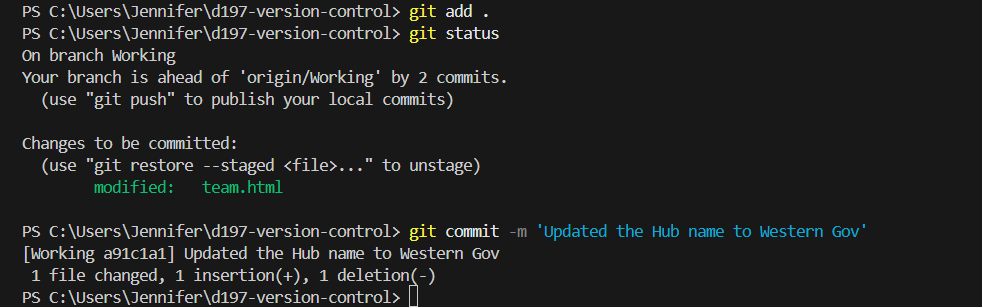 PS C:\Users\Jennifer\d197-version-control> git add .
PS C:\Users\Jennifer\d197-version-control> git status
On branch Working
Your branch is ahead of 'origin/Working' by 2 commits.
  (use "git push" to publish your local commits)

Changes to be committed:
  (use "git restore --staged <file>..." to unstage)
        modified:   team.html

PS C:\Users\Jennifer\d197-version-control> git commit -m 'Updated the Hub name to Western Gov'
[Working a91c1a1] Updated the Hub name to Western Gov
 1 file changed, 1 insertion(+), 1 deletion(-)
PS C:\Users\Jennifer\d197-version-control>